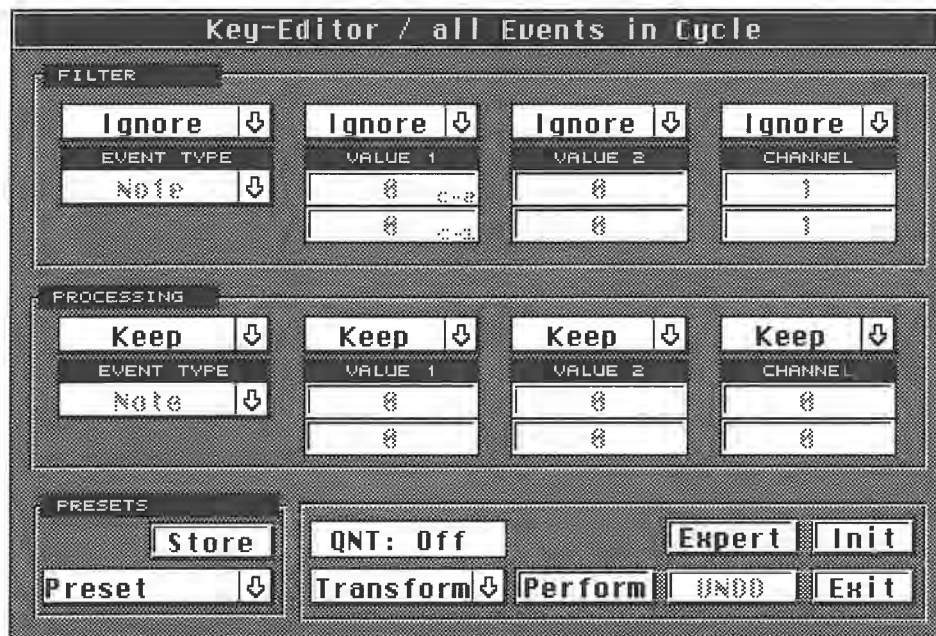 Key-Editor / all Events in Cycle
FILTER
Ignore Ignore Ignore Ignore
EVENT TYPE VALUE 1 VALUE 2 CHANNEL
Note 0 c-2 0 1
0 c-2 0 1
PROCESSING
Keep Keep Keep Keep
EVENT TYPE VALUE 1 VALUE 2 CHANNEL
Note 0 0 0
0 0 0
PRESETS
Store QNT: Off Expert Init
Preset Transform Perform UNDO Exit